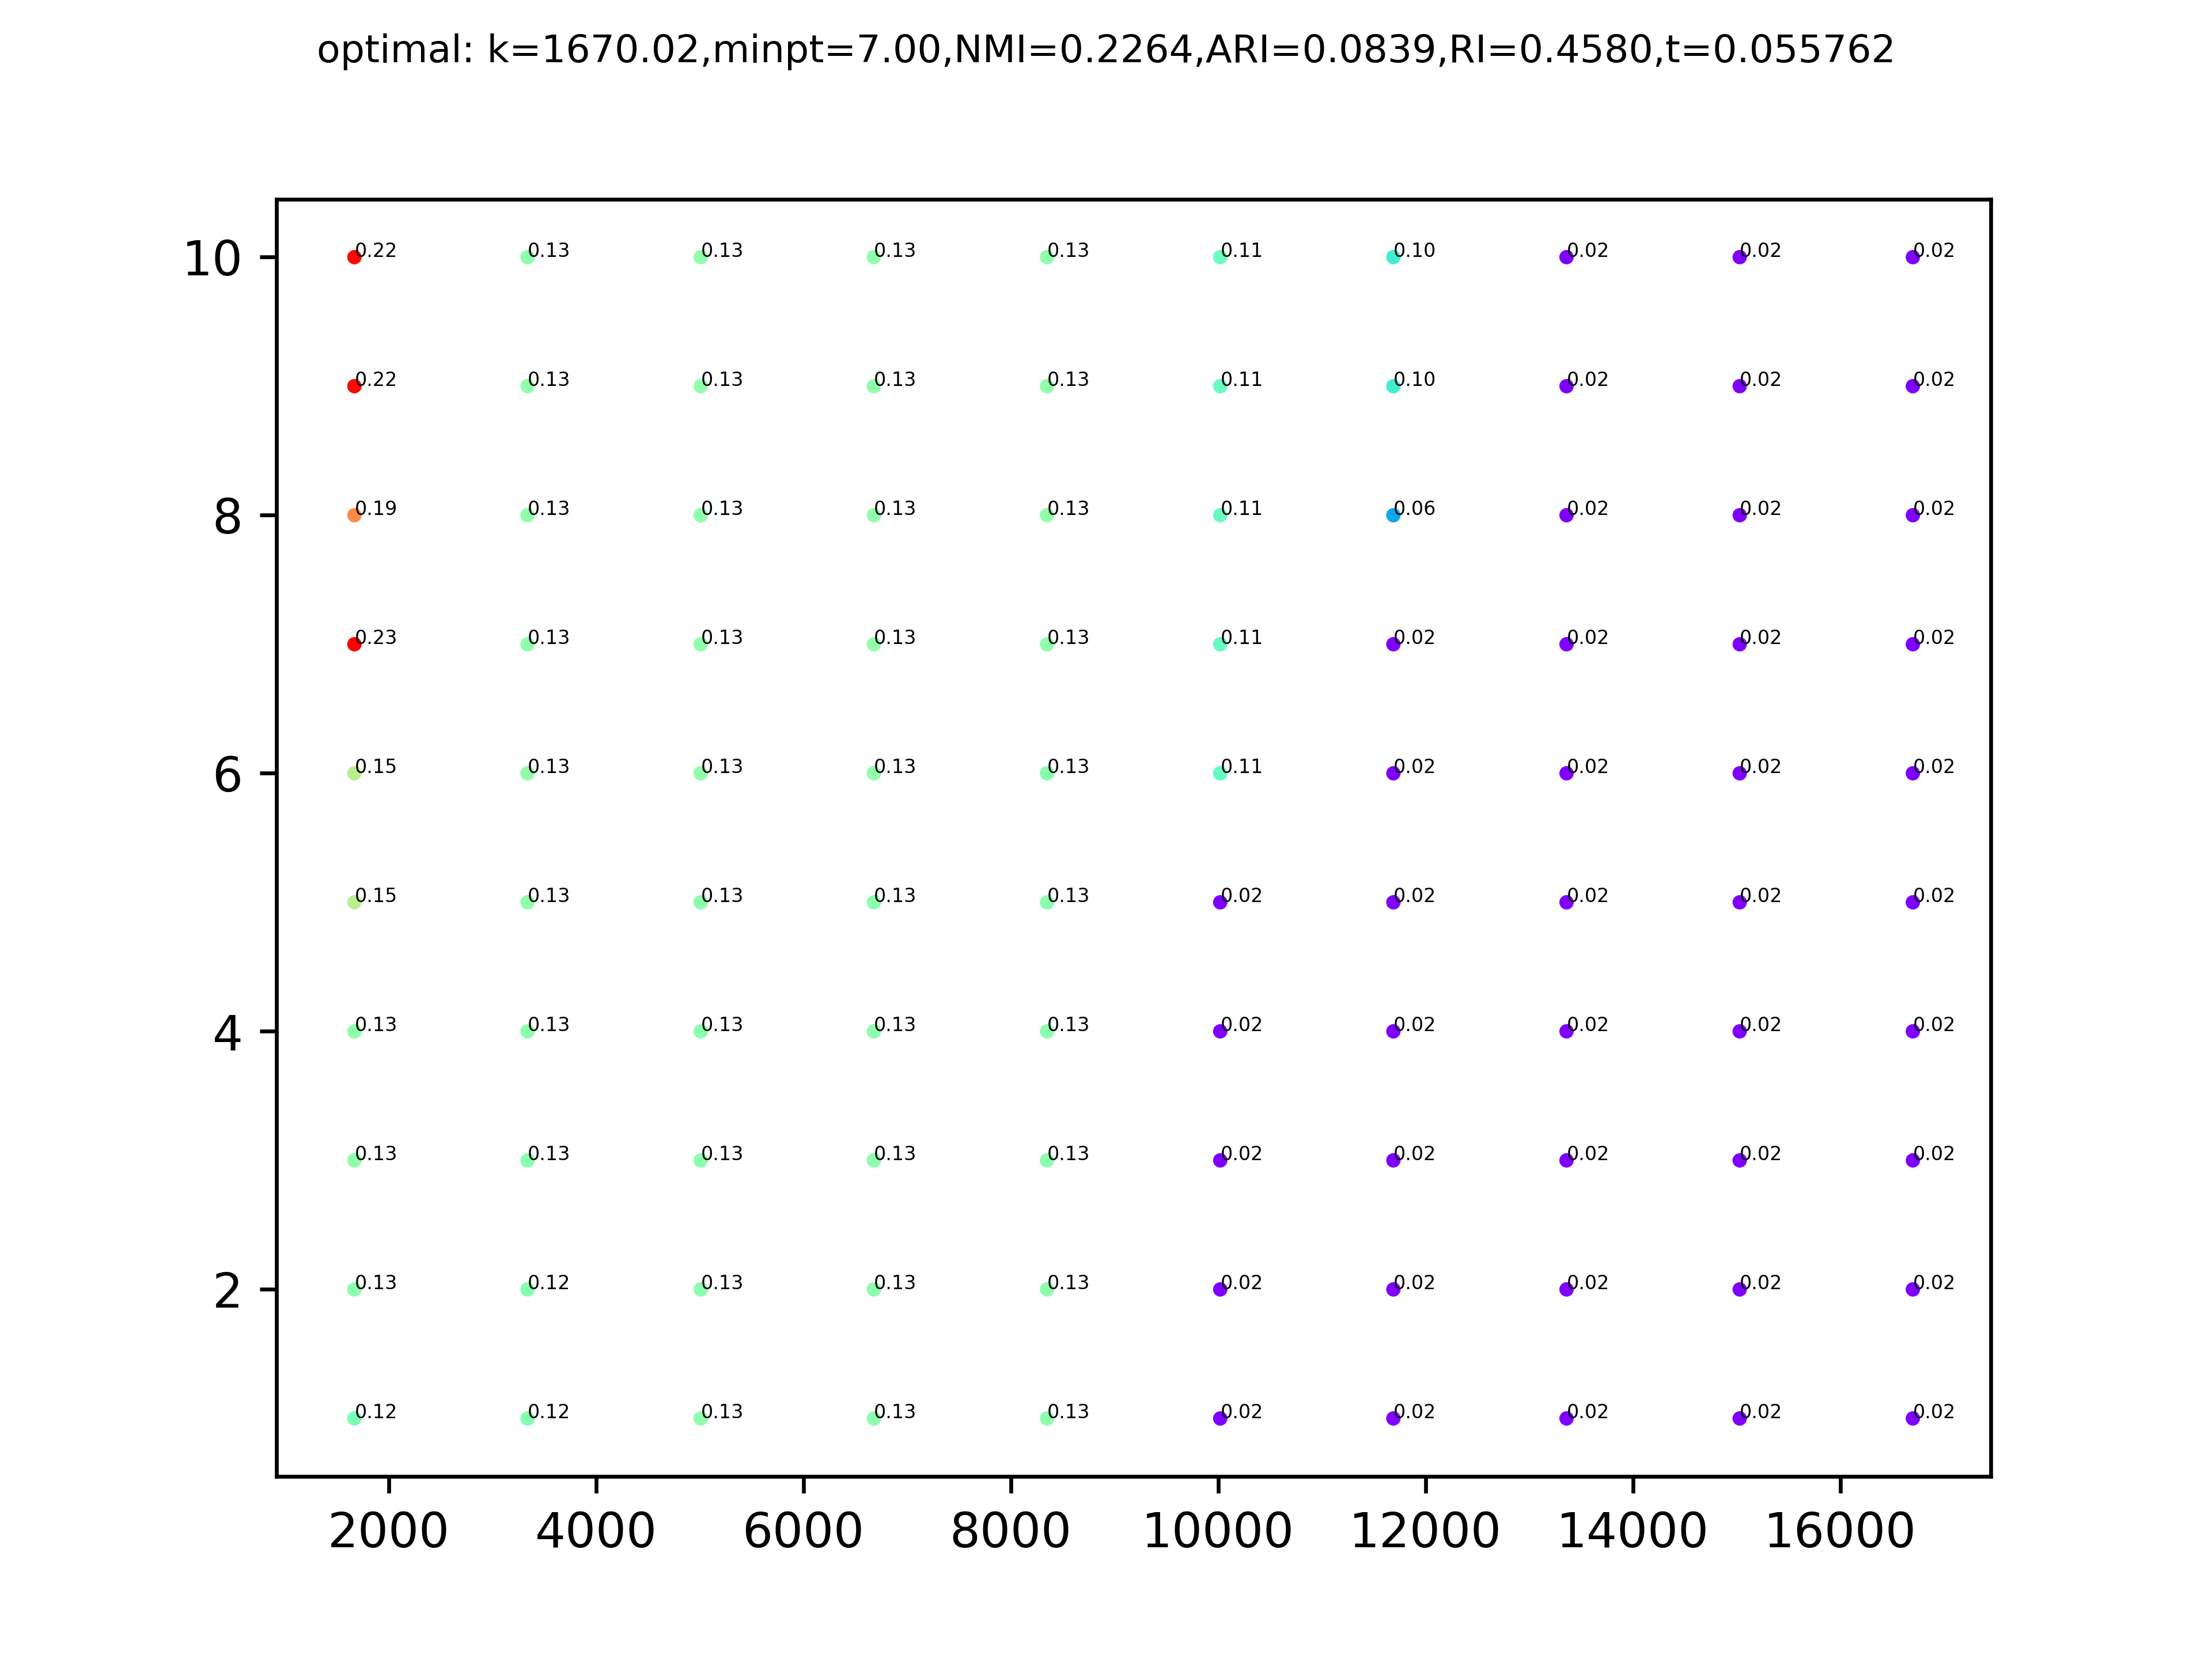 optimal: k=1670.02,minpt=7.00,NMI=0.2264,ARI=0.0839,RI=0.4580,t=0.055762
10 0.22 0.13 0.13 0.13 0.13 0.11 0.10 0.02 0.02 0.02
0.22 0.13 0.13 0.13 0.13 0.11 0.10 0.02 0.02 0.02
8 0.19 0.13 0.13 0.13 0.13 0.11 0.06 0.02 0.02 0.02
0.23 0.13 0.13 0.13 0.13 0.11 0.02 0.02 0.02 0.02
6 0.15 0.13 0.13 0.13 0.13 0.11 0.02 0.02 0.02 0.02
0.15 0.13 0.13 0.13 0.13 0.02 0.02 0.02 0.02 0.02
4 0.13 0.13 0.13 0.13 0.13 0.02 0.02 0.02 0.02 0.02
0.13 0.13 0.13 0.13 0.13 0.02 0.02 0.02 0.02 0.02
2 0.13 0.12 0.13 0.13 0.13 0.02 0.02 0.02 0.02 0.02
0.12 0.12 0.13 0.13 0.13 0.02 0.02 0.02 0.02 0.02
2000 4000 6000 8000 10000 12000 14000 16000